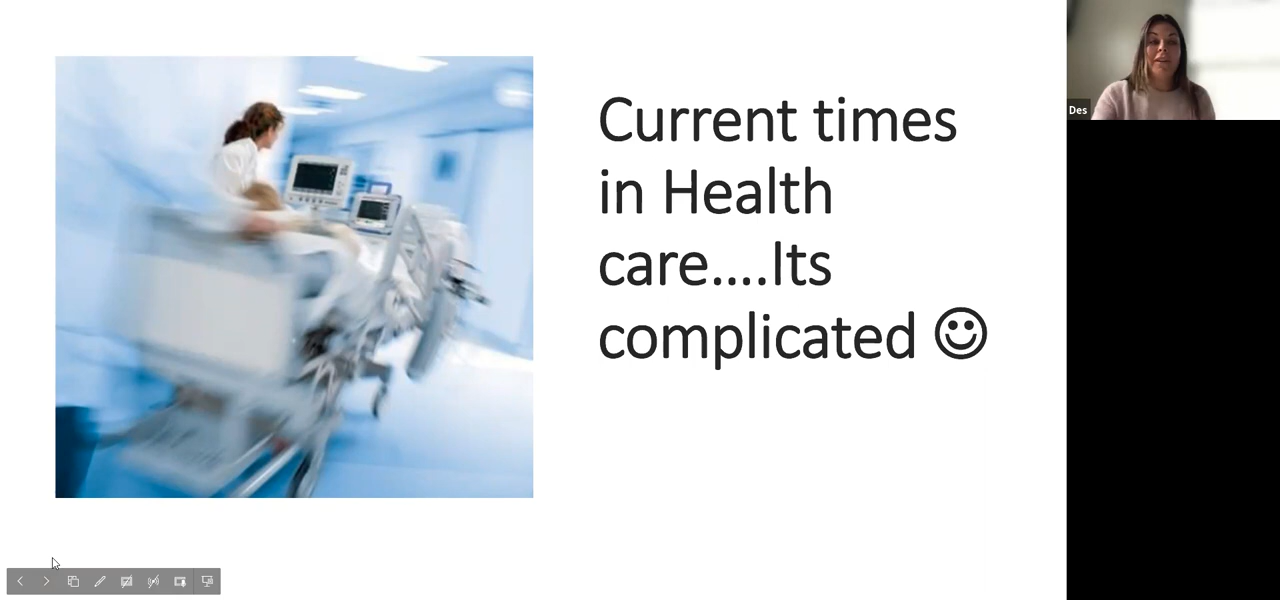 Current times
in Health
care....Its
complicated ☺
Des